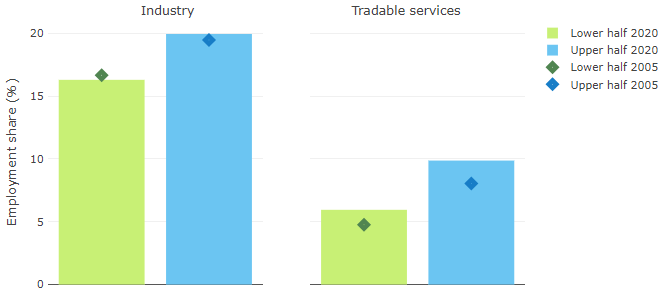 Industry
Tradable services
Employment share (%)
20
15
10
5
0
Lower half 2020
Upper half 2020
Lower half 2005
Upper half 2005